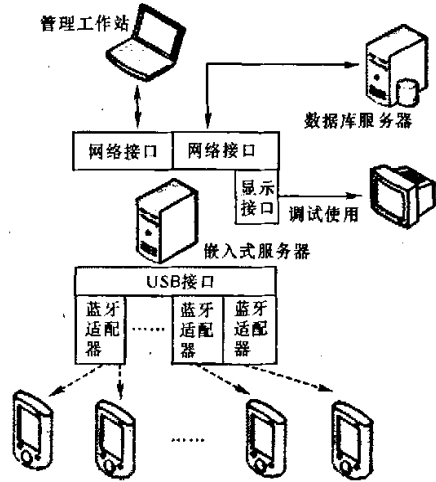 管理工作站
数据库服务器
网络接口
网络接口
显示
接口
调试使用
嵌入式服务器
USB接口
蓝牙
适配
器
……
蓝牙
适配
器
蓝牙
适配
器
……